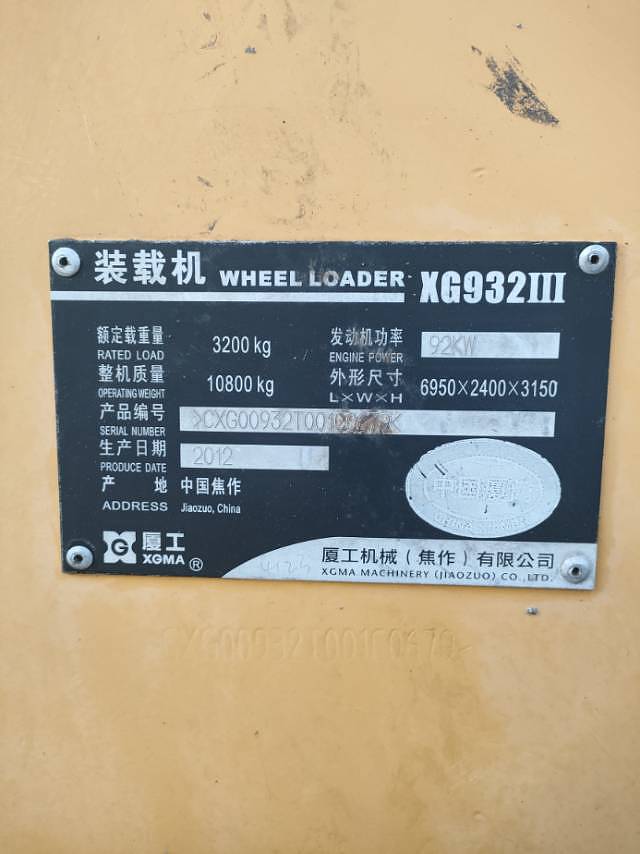 装载机 WHEEL LOADER XG932III
额定载重量 3200 kg 发动机功率 92KW
RATED LOAD ENGINE POWER
整机质量 10800 kg 外形尺寸 6950×2400×3150
OPERATING WEIGHT L×W×H
产品编号
SERIAL NUMBER
生产日期 2012
PRODUCE DATE
产 地 中国焦作
ADDRESS Jiaozuo, China
厦工
XGMA ®
厦工机械（焦作）有限公司
XGMA MACHINERY (JIAOZUO) CO., LTD.